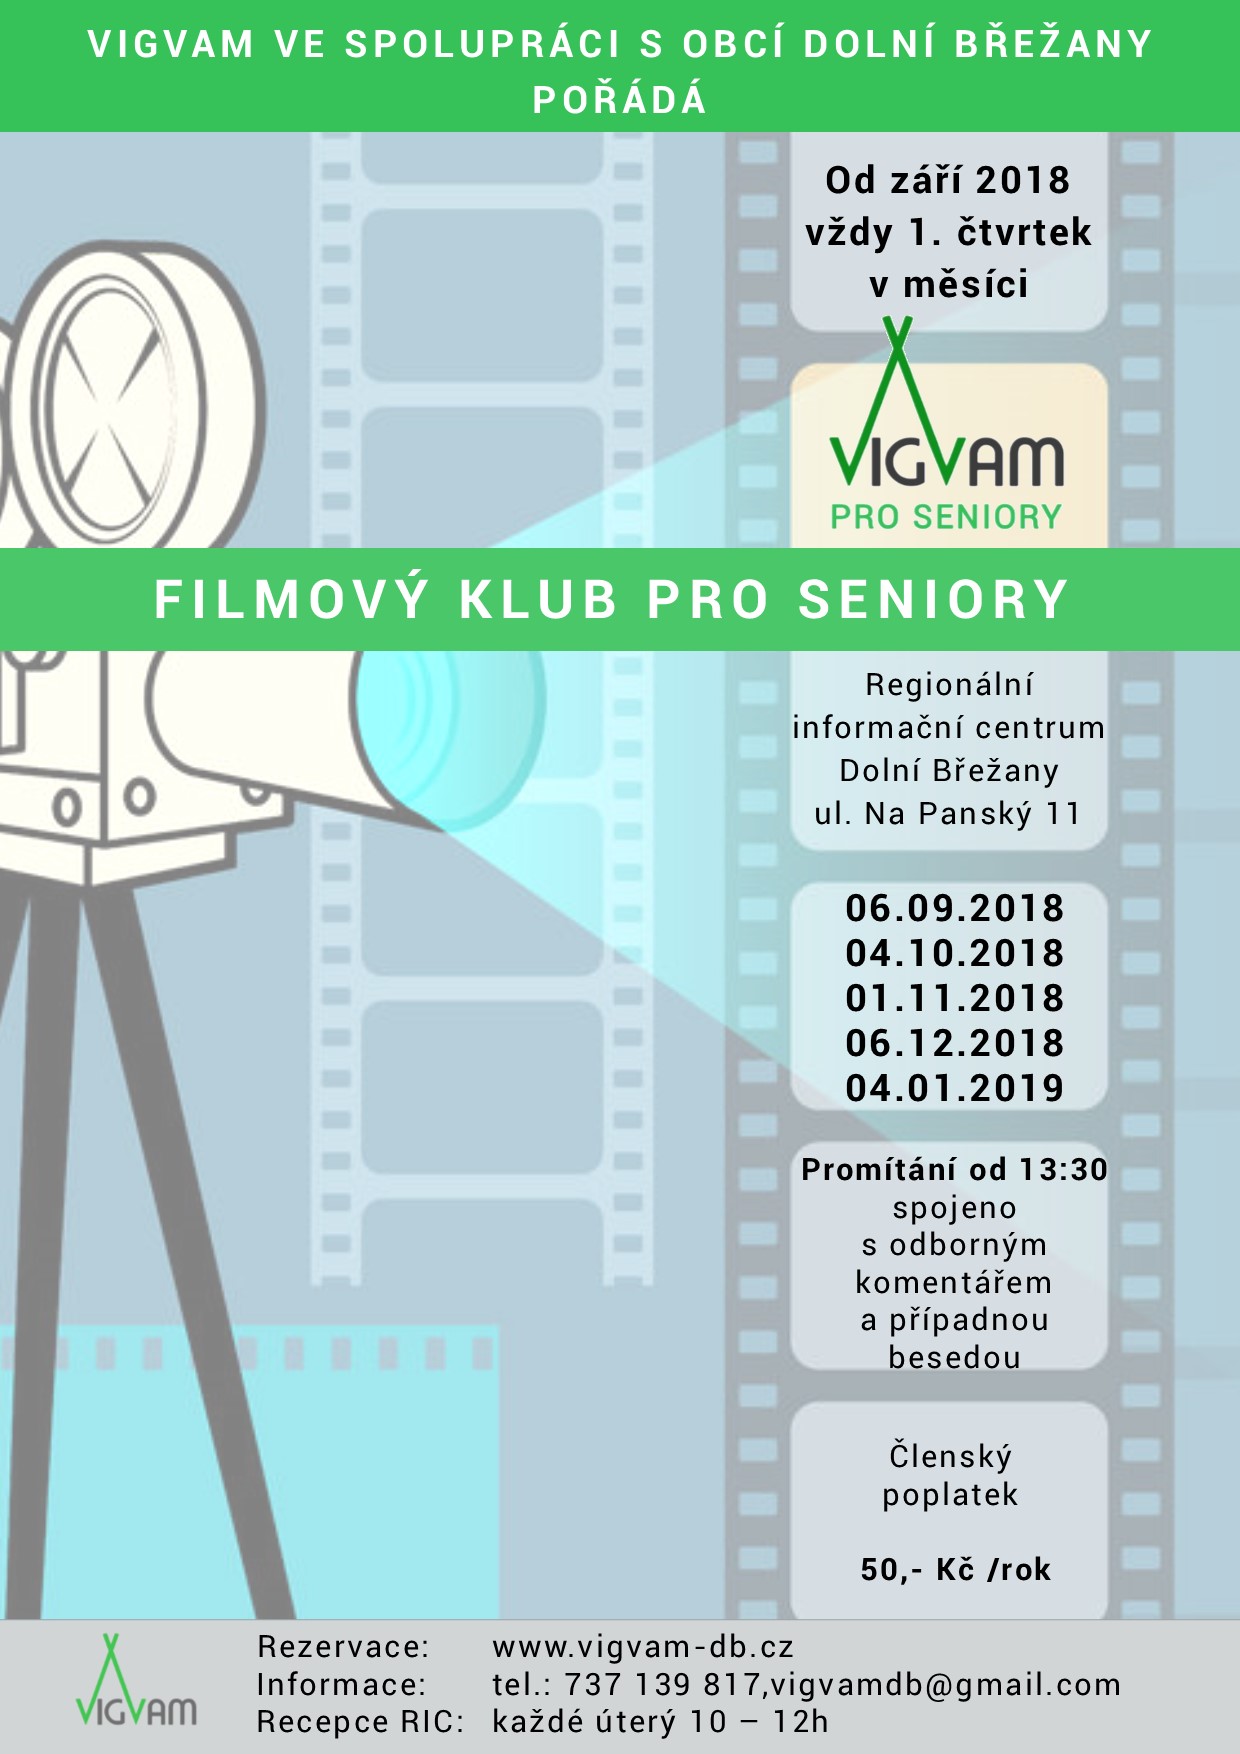 VIGVAM VE SPOLUPRÁCI S OBCÍ DOLNÍ BŘEŽANY
POŘÁDÁ
Od září 2018
vždy 1. čtvrtek
v měsíci
VIGVAM
PRO SENIORY
FILMOVÝ KLUB PRO SENIORY
Regionální
informační centrum
Dolní Břežany
ul. Na Panský 11
06.09.2018
04.10.2018
01.11.2018
06.12.2018
04.01.2019
Promítání od 13:30
spojeno
s odborným
komentářem
a případnou
besedou
Členský
poplatek
50,- Kč /rok
VIGVAM
Rezervace: www.vigvam-db.cz
Informace: tel.: 737 139 817,vigvamdb@gmail.com
Recepce RIC: každé úterý 10 – 12h